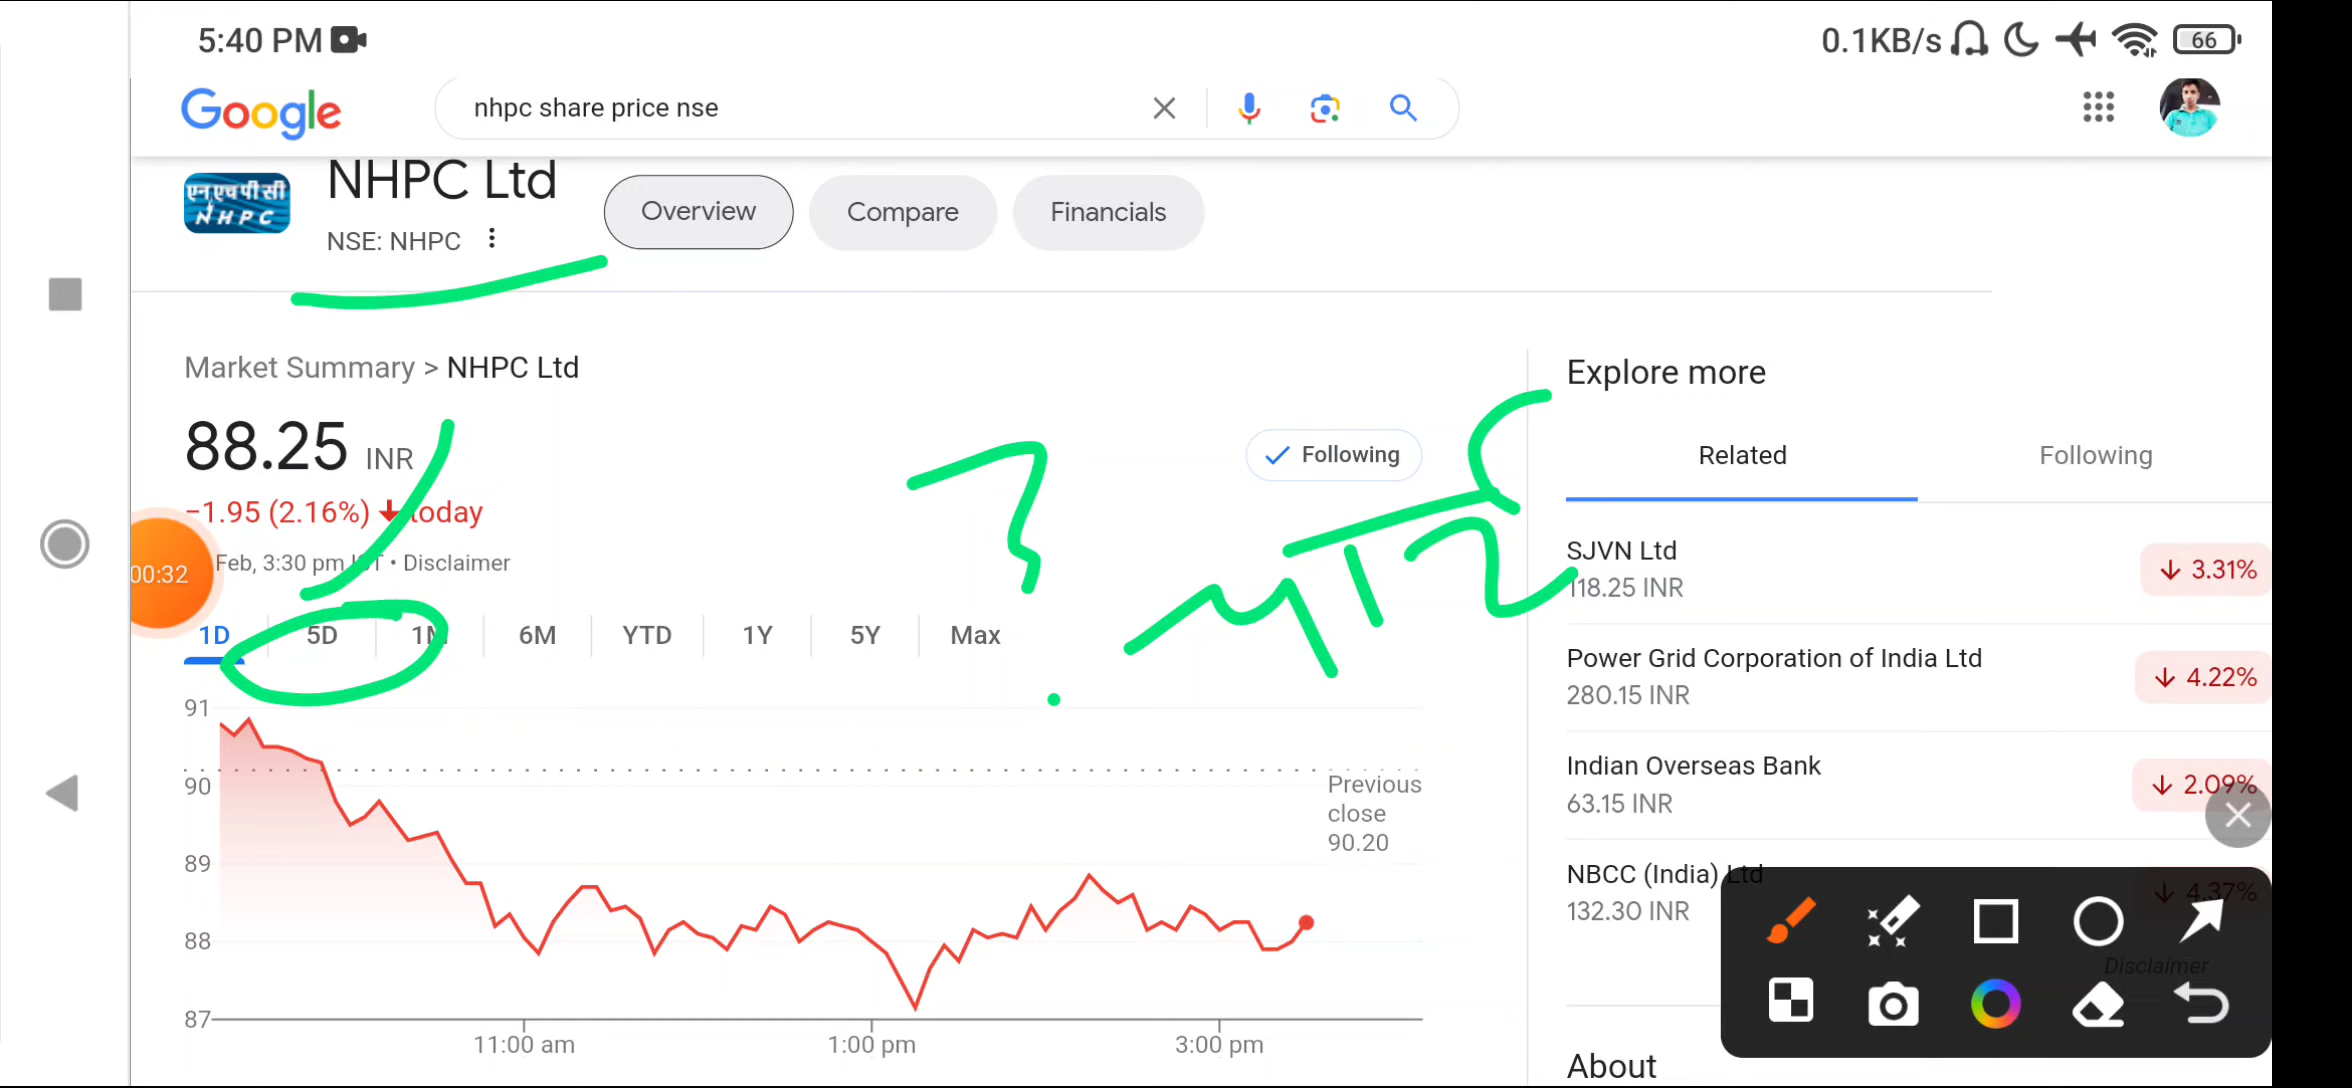 5:40 PM 0.1KB/s 66
Google nhpc share price nse
एनएचपीसी
NHPC
NHPC Ltd
NSE: NHPC
Overview Compare Financials
Market Summary > NHPC Ltd
88.25 INR
−1.95 (2.16%) today
Feb, 3:30 pm IST • Disclaimer
Following
00:32
1D 5D 1M 6M YTD 1Y 5Y Max
91
90
89
88
87
Previous
close
90.20
11:00 am 1:00 pm 3:00 pm
Explore more
Related Following
SJVN Ltd
118.25 INR
3.31%
Power Grid Corporation of India Ltd
280.15 INR
4.22%
Indian Overseas Bank
63.15 INR
2.09%
NBCC (India) Ltd
132.30 INR
4.37%
Disclaimer
About